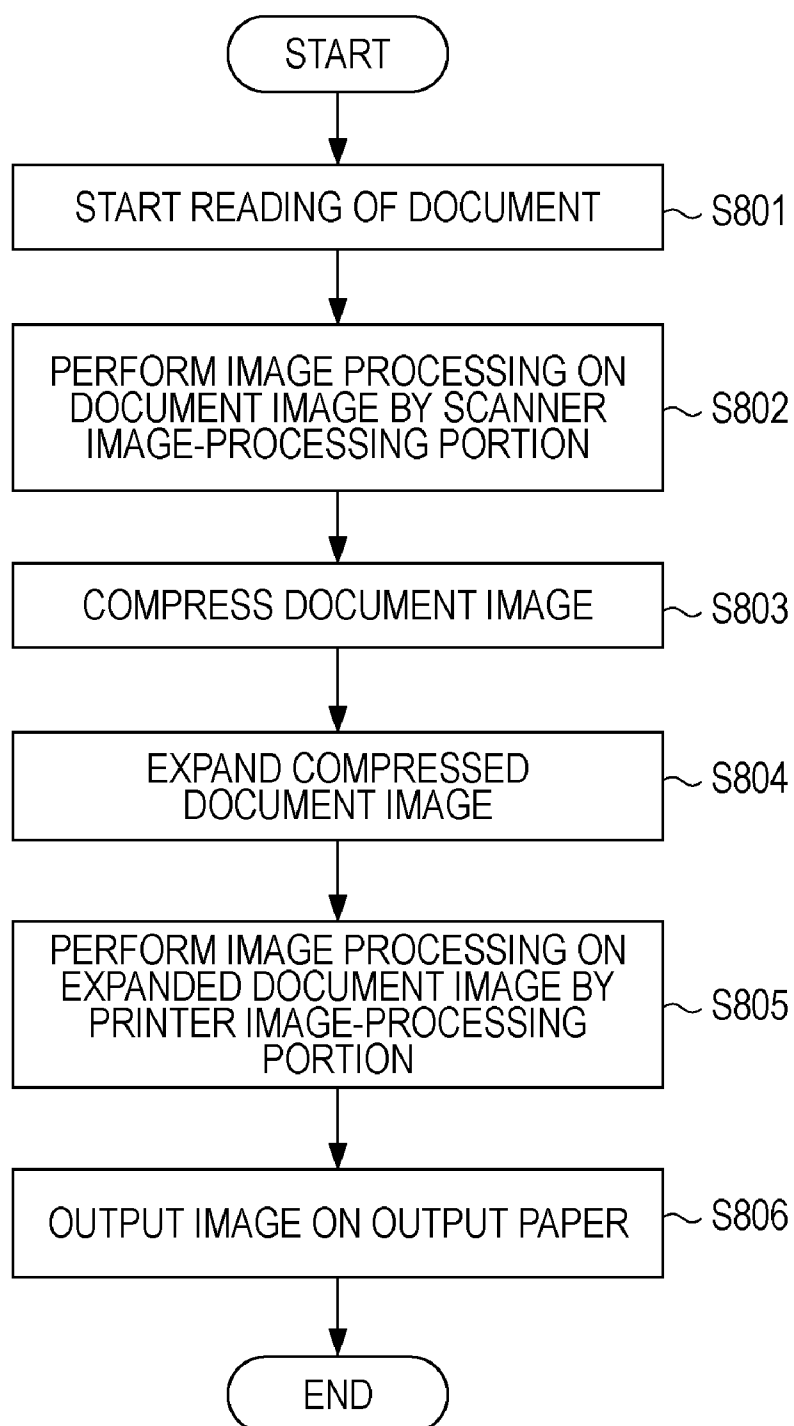 START
START READING OF DOCUMENT
S801
PERFORM IMAGE PROCESSING ON
DOCUMENT IMAGE BY SCANNER
IMAGE-PROCESSING PORTION
S802
COMPRESS DOCUMENT IMAGE
S803
EXPAND COMPRESSED
DOCUMENT IMAGE
S804
PERFORM IMAGE PROCESSING ON
EXPANDED DOCUMENT IMAGE BY
PRINTER IMAGE-PROCESSING
PORTION
S805
OUTPUT IMAGE ON OUTPUT PAPER
S806
END